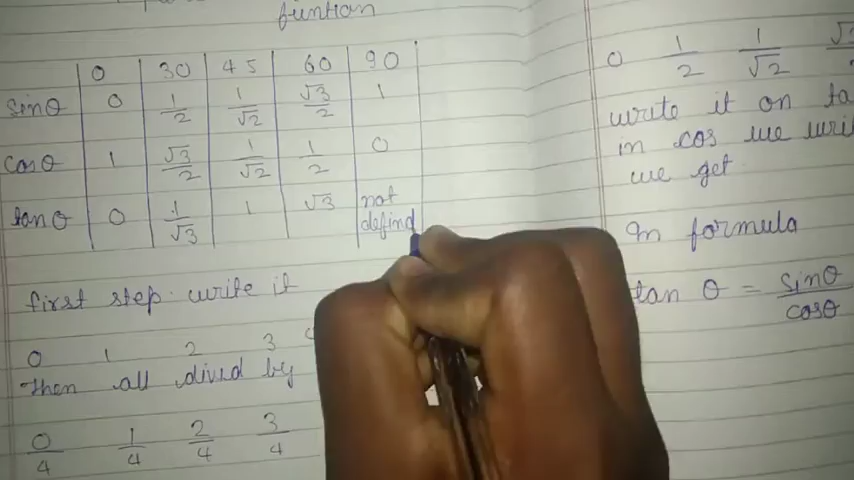 funtion
0 30 45 60 90
sinθ 0 1/2 1/√2 √3/2 1
cosθ 1 √3/2 1/√2 1/2 0
tanθ 0 1/√3 1 √3 not defind
first step. write it
0 1 2 3
Then all divid by
0/4 1/4 2/4 3/4
0 1/2 1/√2
write it on
in cos we
we get
In formula
tan θ = sinθ/cosθ